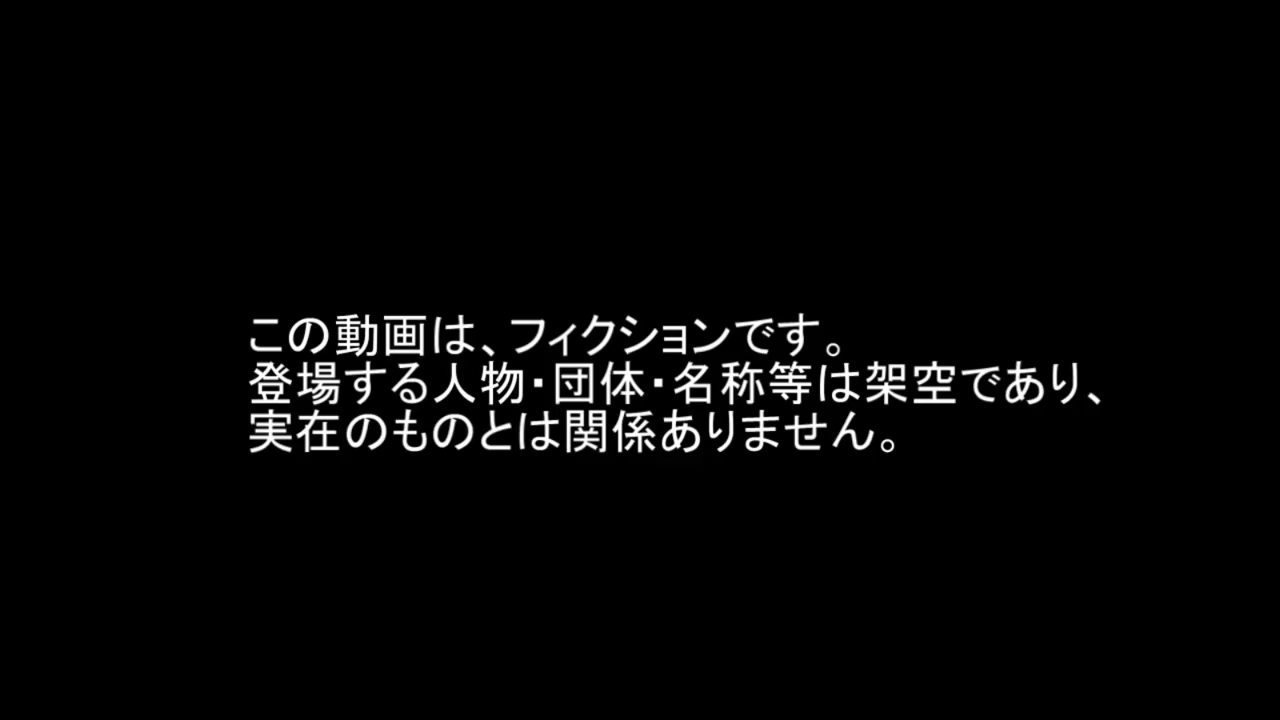 この動画は、フィクションです。
登場する人物・団体・名称等は架空であり、
実在のものとは関係ありません。